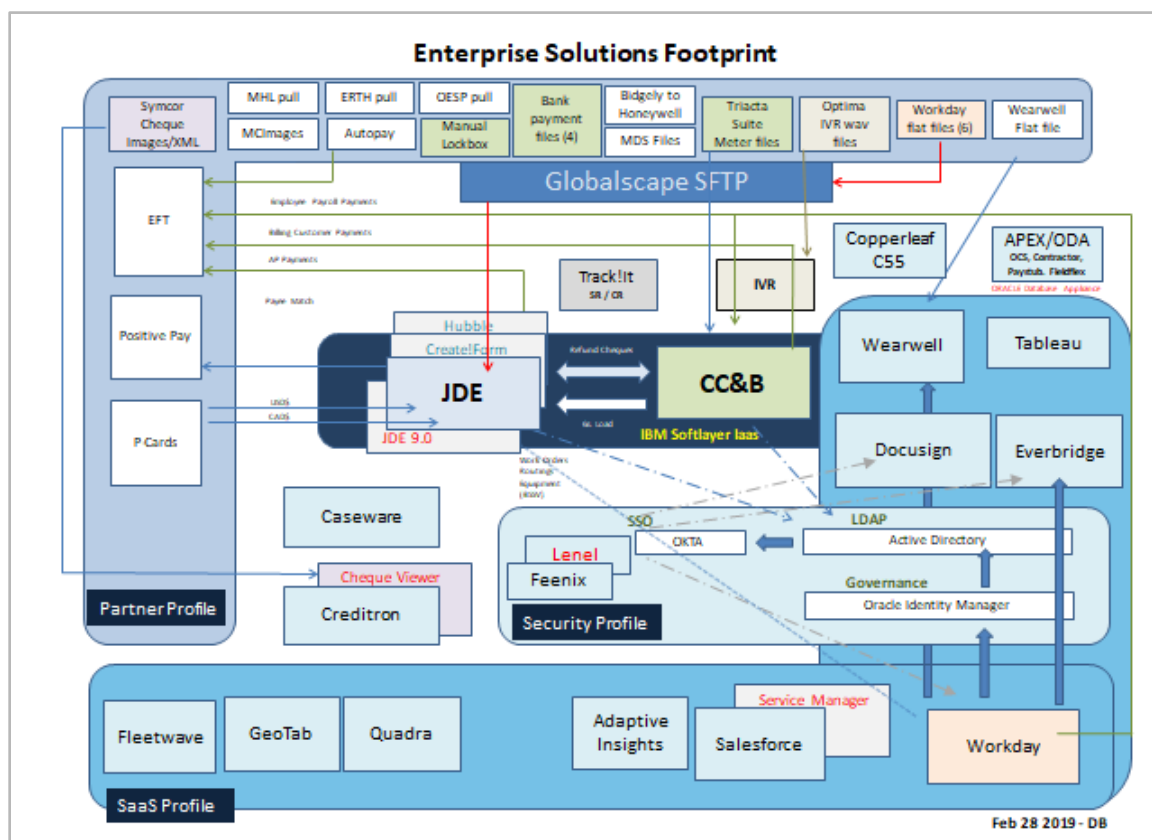 Enterprise Solutions Footprint
Symcor
Cheque
Images/XML
MHL pull
MCImages
ERTH pull
Autopay
OESP pull
Manual
Lockbox
Bank
payment
files (4)
Bidgely to
Honeywell
MDS Files
Triacta
Suite
Meter files
Optima
IVR wav
files
Workday
flat files (6)
Wearwell
Flat file
Globalscape SFTP
EFT
Employee Payroll Payments
Billing Customer Payments
AP Payments
Payee Match
Track!It
SR / CR
IVR
Copperleaf
C55
APEX/ODA
OCS, Contractor,
Paystub, Fieldflex
ORACLE Database Appliance
Positive Pay
Hubble
Create!Form
JDE
JDE 9.0
Refund Cheques
GL Load
CC&B
IBM Softlayer Iaas
Wearwell
Tableau
P-Cards
USD$
CAD$
Work Orders
Routings
Equipment
Docusign
Everbridge
Caseware
SSO
OKTA
LDAP
Active Directory
Lenel
Feenix
Governance
Oracle Identity Manager
Security Profile
Cheque Viewer
Creditron
Partner Profile
Fleetwave
GeoTab
Quadra
Adaptive
Insights
Service Manager
Salesforce
Workday
SaaS Profile
Feb 28 2019 - DB